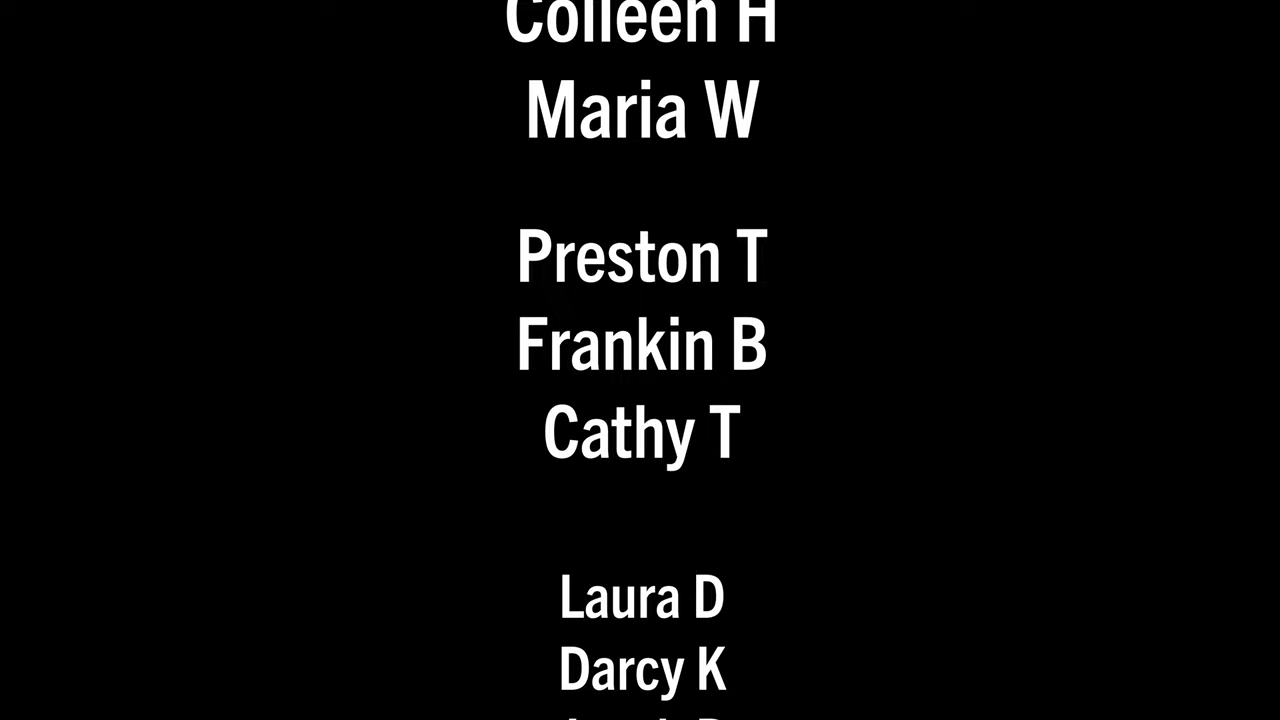 Colleen H
Maria W
Preston T
Frankin B
Cathy T
Laura D
Darcy K